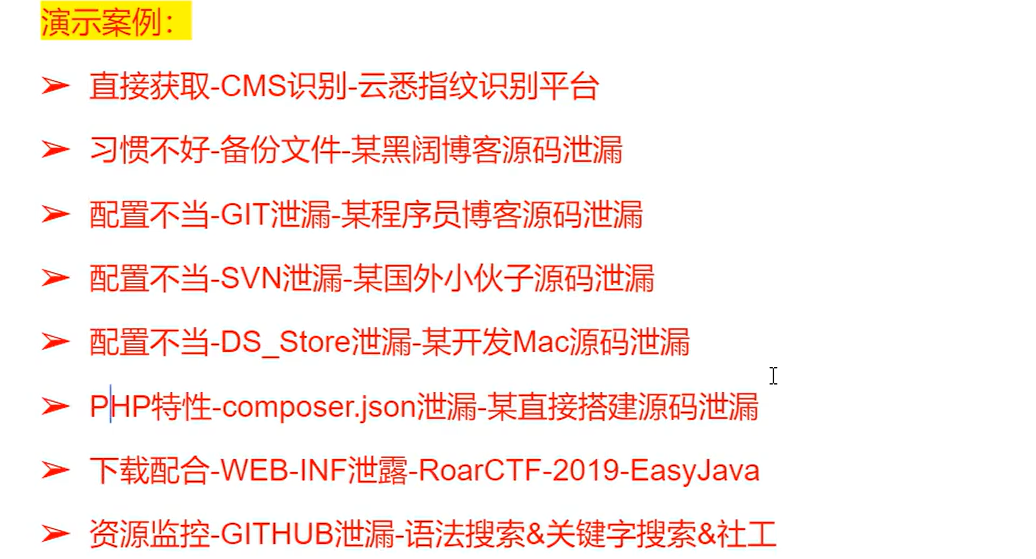 演示案例：
➢ 直接获取-CMS识别-云悉指纹识别平台
➢ 习惯不好-备份文件-某黑阔博客源码泄漏
➢ 配置不当-GIT泄漏-某程序员博客源码泄漏
➢ 配置不当-SVN泄漏-某国外小伙子源码泄漏
➢ 配置不当-DS_Store泄漏-某开发Mac源码泄漏
➢ PHP特性-composer.json泄漏-某直接搭建源码泄漏
➢ 下载配合-WEB-INF泄露-RoarCTF-2019-EasyJava
➢ 资源监控-GITHUB泄漏-语法搜索&关键字搜索&社工